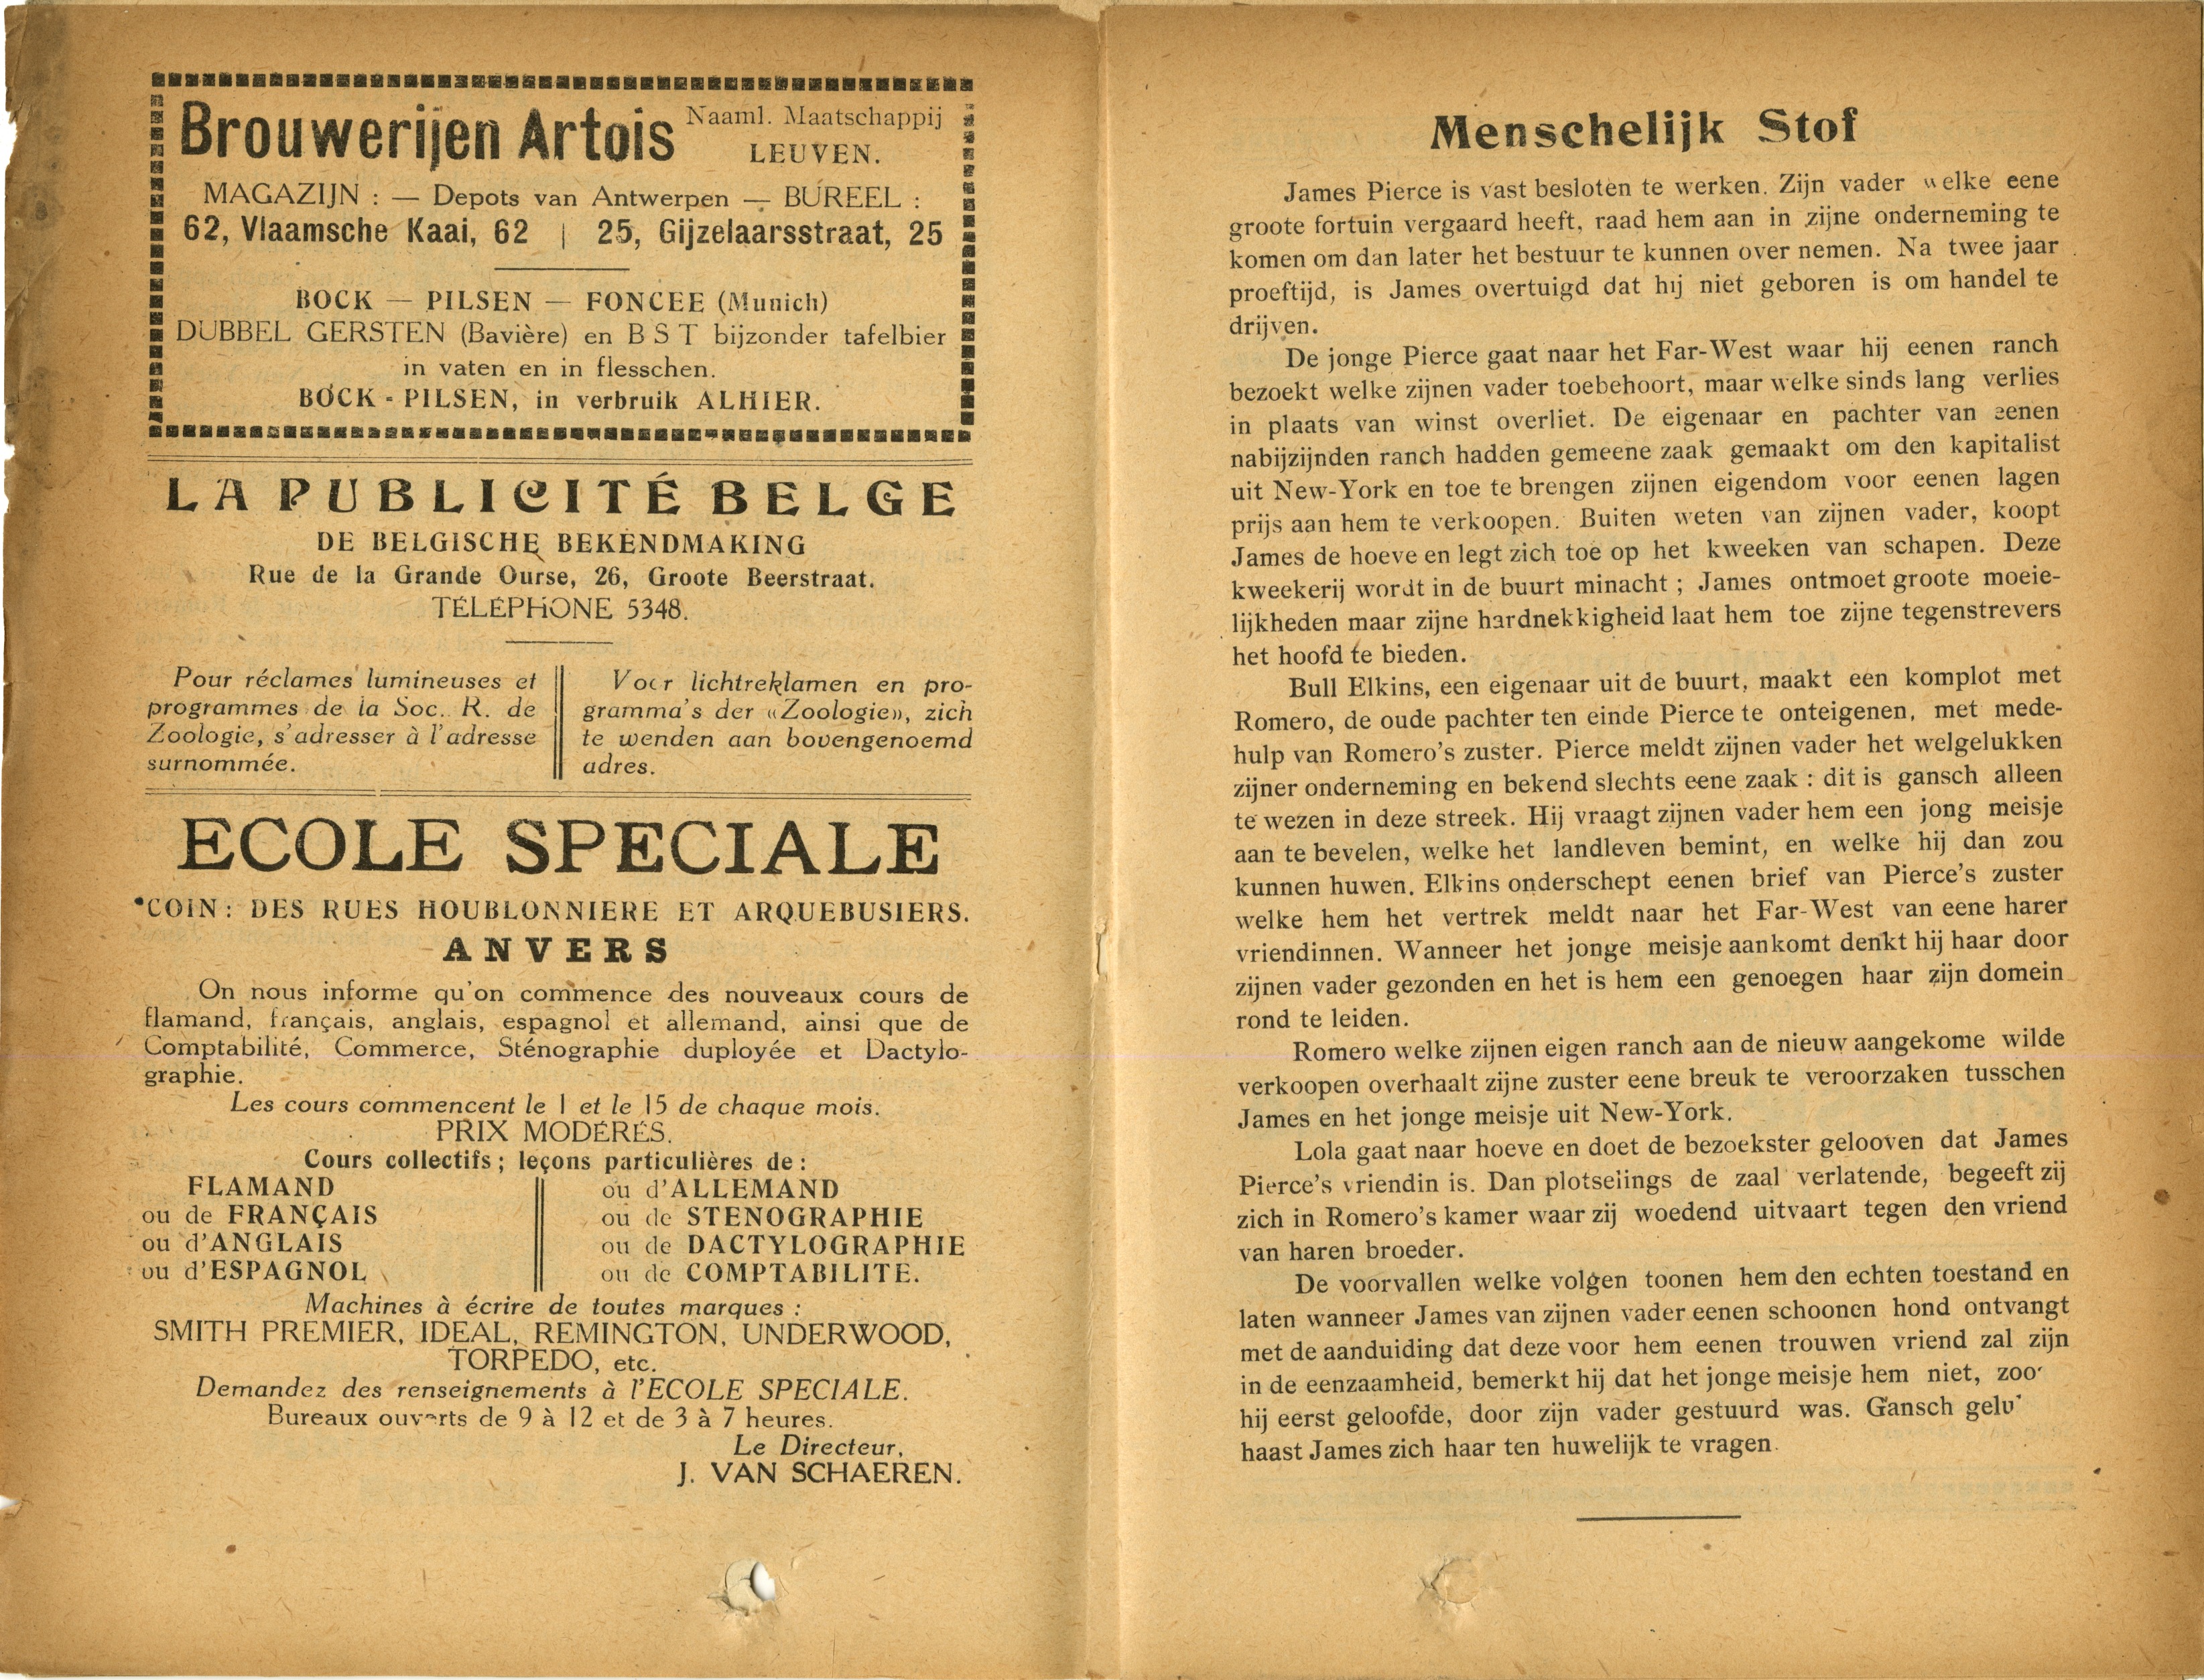 Brouwerijen Artois Naaml. Maatschappij
LEUVEN.
MAGAZIJN : — Depots van Antwerpen — BUREEL :
62, Vlaamsche Kaai, 62 | 25, Gijzelaarsstraat, 25
BOCK — PILSEN — FONCEE (Munich)
DUBBEL GERSTEN (Bavière) en B S T bijzonder tafelbier
in vaten en in flesschen.
BOCK - PILSEN, in verbruik ALHIER.
LA PUBLICITÉ BELGE
DE BELGISCHE BEKENDMAKING
Rue de la Grande Ourse, 26, Groote Beerstraat.
TÉLÉPHONE 5348.
Pour réclames lumineuses et
programmes de la Soc. R. de
Zoologie, s'adresser à l'adresse
surnommée.
Voor lichtreklamen en pro-
gramma's der «Zoologie», zich
te wenden aan bovengenoemd
adres.
ECOLE SPECIALE
COIN : DES RUES HOUBLONNIERE ET ARQUEBUSIERS.
ANVERS
On nous informe qu'on commence des nouveaux cours de
flamand, français, anglais, espagnol et allemand, ainsi que de
Comptabilité, Commerce, Sténographie duployée et Dactylo-
graphie.
Les cours commencent le 1 et le 15 de chaque mois.
PRIX MODÉRÉS.
Cours collectifs ; leçons particulières de :
FLAMAND
ou de FRANÇAIS
ou d'ANGLAIS
ou d'ESPAGNOL
ou d'ALLEMAND
ou de STENOGRAPHIE
ou de DACTYLOGRAPHIE
ou de COMPTABILITE.
Machines à écrire de toutes marques :
SMITH PREMIER, IDEAL, REMINGTON, UNDERWOOD,
TORPEDO, etc.
Demandez des renseignements à l'ECOLE SPECIALE.
Bureaux ouverts de 9 à 12 et de 3 à 7 heures.
Le Directeur,
J. VAN SCHAEREN.
Menschelijk Stof
James Pierce is vast besloten te werken. Zijn vader welke eene
groote fortuin vergaard heeft, raad hem aan in zijne onderneming te
komen om dan later het bestuur te kunnen over nemen. Na twee jaar
proeftijd, is James overtuigd dat hij niet geboren is om handel te
drijven.
De jonge Pierce gaat naar het Far-West waar hij eenen ranch
bezoekt welke zijnen vader toebehoort, maar welke sinds lang verlies
in plaats van winst overliet. De eigenaar en pachter van eenen
nabijzijnden ranch hadden gemeene zaak gemaakt om den kapitalist
uit New-York en toe te brengen zijnen eigendom voor eenen lagen
prijs aan hem te verkoopen. Buiten weten van zijnen vader, koopt
James de hoeve en legt zich toe op het kweeken van schapen. Deze
kweekerij wordt in de buurt minacht ; James ontmoet groote moeie-
lijkheden maar zijne hardnekkigheid laat hem toe zijne tegenstrevers
het hoofd te bieden.
Bull Elkins, een eigenaar uit de buurt, maakt een komplot met
Romero, de oude pachter ten einde Pierce te onteigenen, met mede-
hulp van Romero's zuster. Pierce meldt zijnen vader het welgelukken
zijner onderneming en bekend slechts eene zaak : dit is gansch alleen
te wezen in deze streek. Hij vraagt zijnen vader hem een jong meisje
aan te bevelen, welke het landleven bemint, en welke hij dan zou
kunnen huwen. Elkins onderschept eenen brief van Pierce's zuster
welke hem het vertrek meldt naar het Far-West van eene harer
vriendinnen. Wanneer het jonge meisje aankomt denkt hij haar door
zijnen vader gezonden en het is hem een genoegen haar zijn domein
rond te leiden.
Romero welke zijnen eigen ranch aan de nieuw aangekome wilde
verkoopen overhaalt zijne zuster eene breuk te veroorzaken tusschen
James en het jonge meisje uit New-York.
Lola gaat naar hoeve en doet de bezoekster gelooven dat James
Pierce's vriendin is. Dan plotselings de zaal verlatende, begeeft zij
zich in Romero's kamer waar zij woedend uitvaart tegen den vriend
van haren broeder.
De voorvallen welke volgen toonen hem den echten toestand en
laten wanneer James van zijnen vader eenen schoonen hond ontvangt
met de aanduiding dat deze voor hem eenen trouwen vriend zal zijn
in de eenzaamheid, bemerkt hij dat het jonge meisje hem niet, zoo
hij eerst geloofde, door zijn vader gestuurd was. Gansch gelu
haast James zich haar ten huwelijk te vragen.